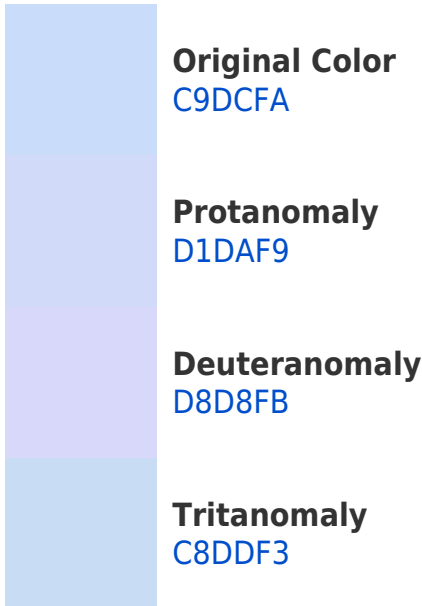 Original Color
C9DCFA
Protanomaly
D1DAF9
Deuteranomaly
D8D8FB
Tritanomaly
C8DDF3